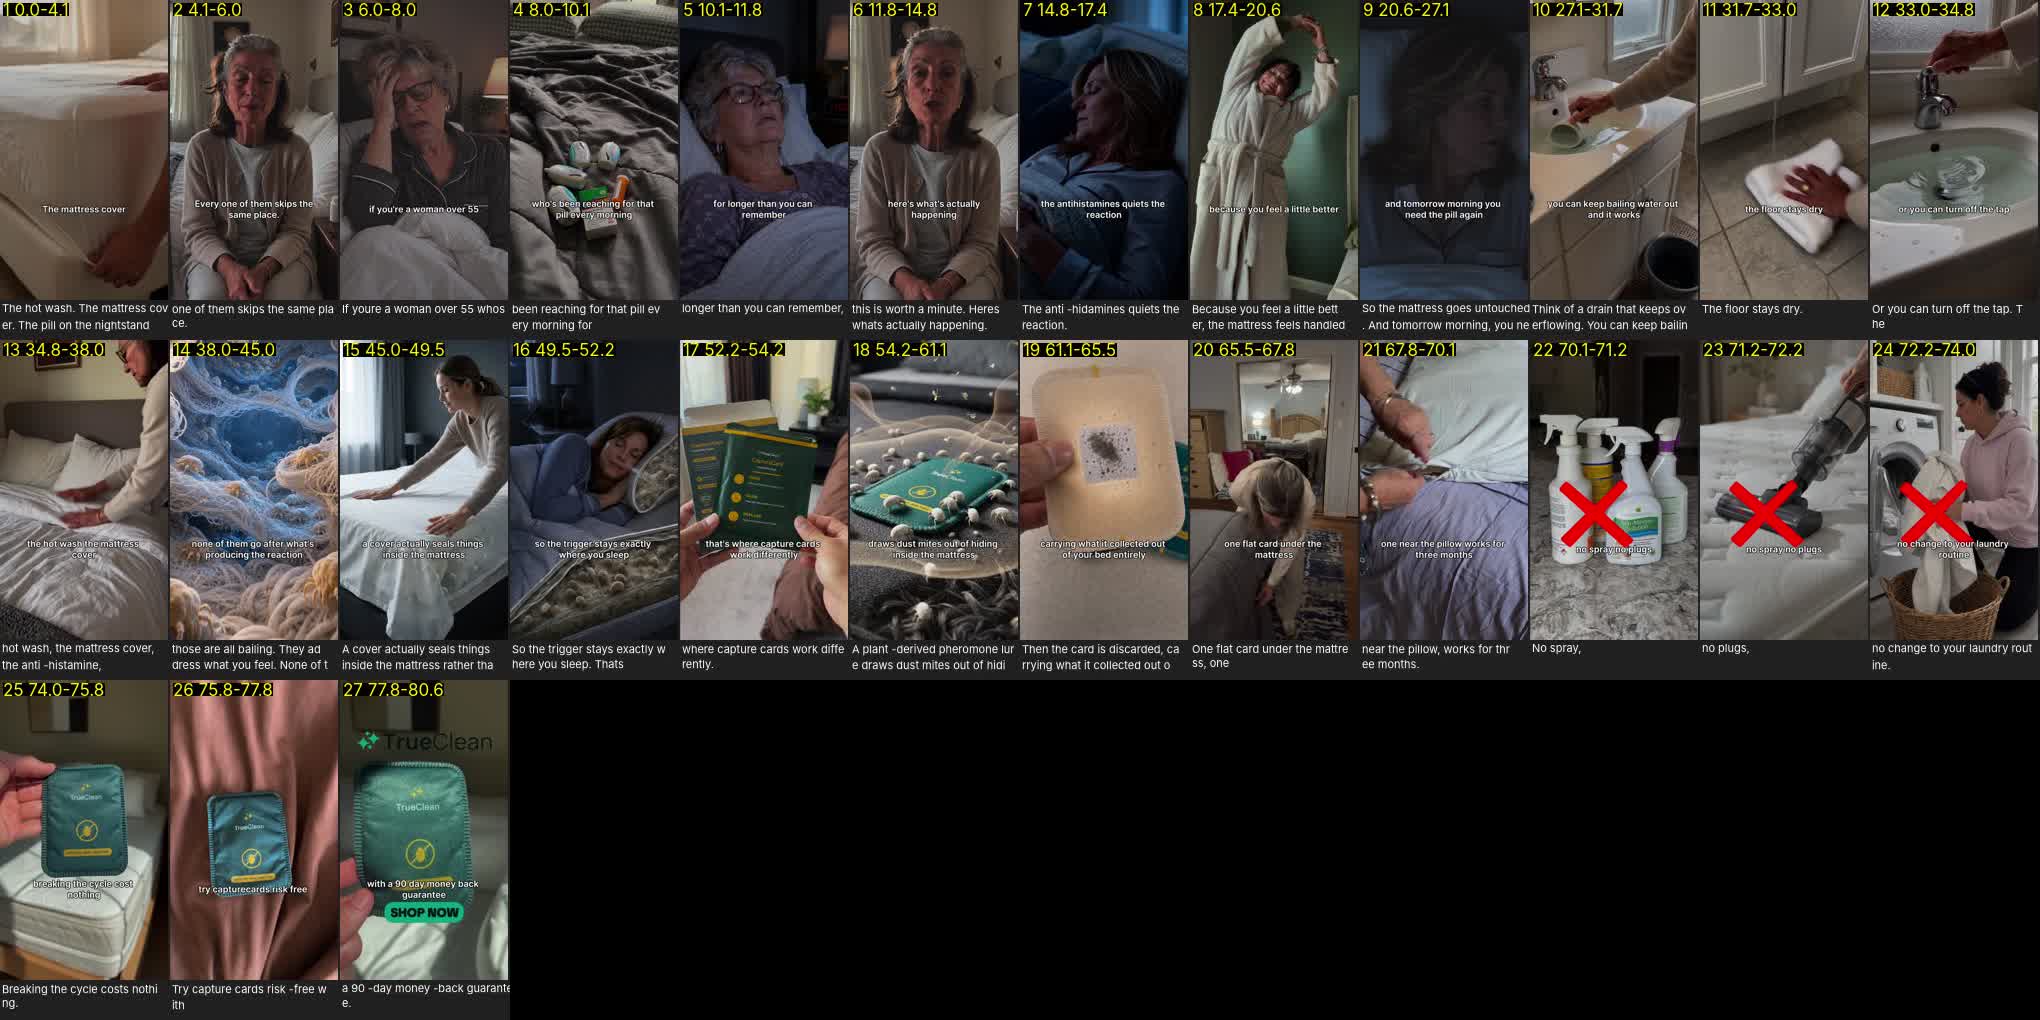 1 0.0-4.1
The mattress cover
The hot wash. The mattress cov
er. The pill on the nightstand
2 4.1-6.0
Every one of them skips the
same place.
one of them skips the same pla
ce.
3 6.0-8.0
if you're a woman over 55
If youre a woman over 55 whos
4 8.0-10.1
who's been reaching for that
pill every morning
been reaching for that pill ev
ery morning for
5 10.1-11.8
for longer than you can
remember
longer than you can remember,
6 11.8-14.8
here's what's actually
happening
this is worth a minute. Heres
whats actually happening.
7 14.8-17.4
the antihistamines quiets the
reaction
The anti -hidamines quiets the
reaction.
8 17.4-20.6
because you feel a little better
Because you feel a little bett
er, the mattress feels handled
9 20.6-27.1
and tomorrow morning you
need the pill again
So the mattress goes untouched
. And tomorrow morning, you ne
10 27.1-31.7
you can keep bailing water out
and it works
Think of a drain that keeps ov
erflowing. You can keep bailin
11 31.7-33.0
the floor stays dry
The floor stays dry.
12 33.0-34.8
or you can turn off the tap
Or you can turn off the tap. T
he
13 34.8-38.0
the hot wash the mattress
cover
hot wash, the mattress cover,
the anti -histamine,
14 38.0-45.0
none of them go after what's
producing the reaction
those are all bailing. They ad
dress what you feel. None of t
15 45.0-49.5
a cover actually seals things
inside the mattress
A cover actually seals things
inside the mattress rather tha
16 49.5-52.2
so the trigger stays exactly
where you sleep
So the trigger stays exactly w
here you sleep. Thats
17 52.2-54.2
that's where capture cards
work differently
where capture cards work diffe
rently.
18 54.2-61.1
draws dust mites out of hiding
inside the mattress
A plant -derived pheromone lur
e draws dust mites out of hidi
19 61.1-65.5
carrying what it collected out
of your bed entirely
Then the card is discarded, ca
rrying what it collected out o
20 65.5-67.8
one flat card under the
mattress
One flat card under the mattre
ss, one
21 67.8-70.1
one near the pillow works for
three months
near the pillow, works for thr
ee months.
22 70.1-71.2
no spray no plugs
No spray,
23 71.2-72.2
no spray no plugs
no plugs,
24 72.2-74.0
no change to your laundry
routine
no change to your laundry rout
ine.
25 74.0-75.8
TrueClean
breaking the cycle cost
nothing
Breaking the cycle costs nothi
ng.
26 75.8-77.8
TrueClean
try capturecards risk free
Try capture cards risk -free w
ith
27 77.8-80.6
TrueClean
TrueClean
with a 90 day money back
guarantee
SHOP NOW
a 90 -day money -back guarante
e.